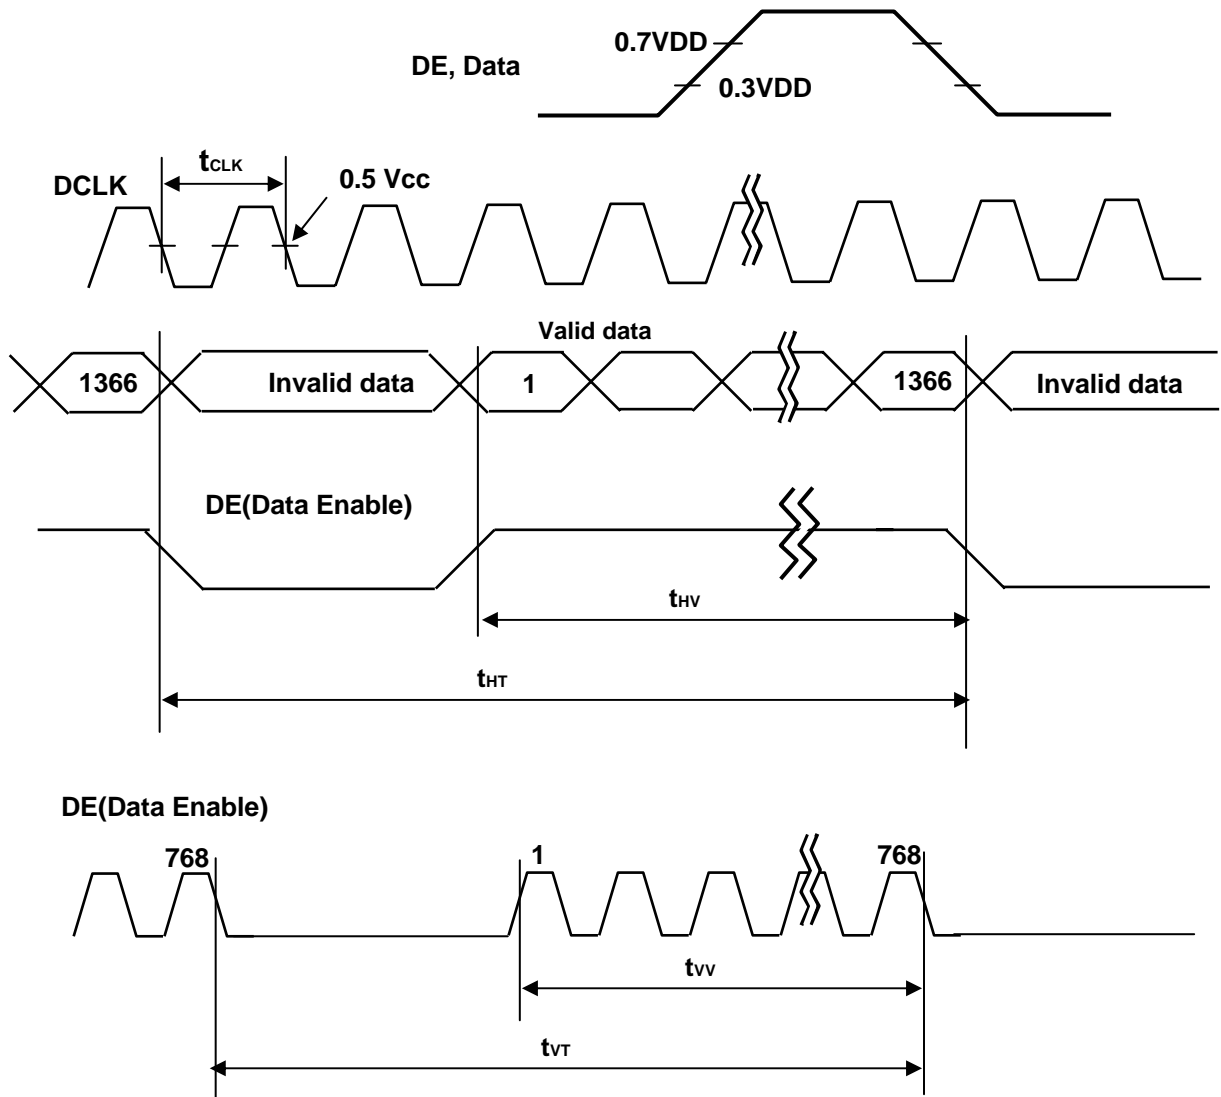 0.7VDD
DE, Data
0.3VDD
tCLK
DCLK
0.5 Vcc
Valid data
1366
Invalid data
1
1366
Invalid data
DE(Data Enable)
tHV
tHT
DE(Data Enable)
768
1
768
tVV
tVT